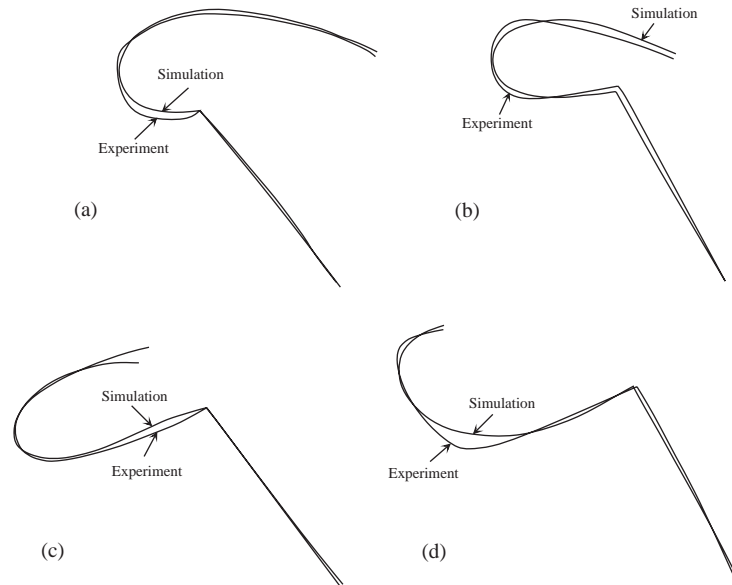 Simulation
Experiment
(a)
Simulation
Experiment
(b)
Simulation
Experiment
(c)
Simulation
Experiment
(d)